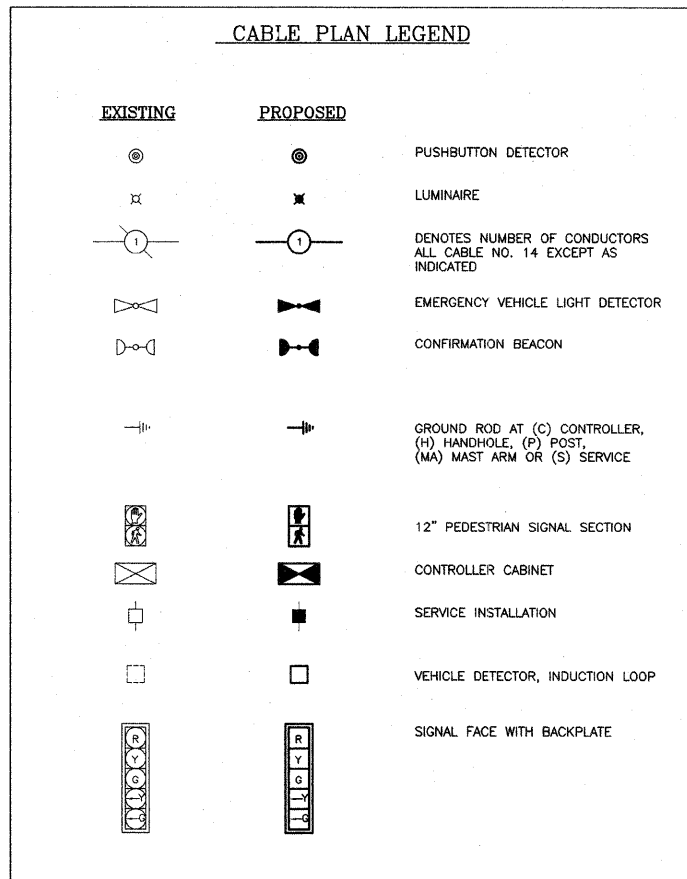 CABLE PLAN LEGEND
EXISTING PROPOSED
PUSHBUTTON DETECTOR
LUMINAIRE
1 1 DENOTES NUMBER OF CONDUCTORS
ALL CABLE NO. 14 EXCEPT AS
INDICATED
EMERGENCY VEHICLE LIGHT DETECTOR
CONFIRMATION BEACON
GROUND ROD AT (C) CONTROLLER,
(H) HANDHOLE, (P) POST,
(MA) MAST ARM OR (S) SERVICE
12" PEDESTRIAN SIGNAL SECTION
CONTROLLER CABINET
SERVICE INSTALLATION
VEHICLE DETECTOR, INDUCTION LOOP
SIGNAL FACE WITH BACKPLATE
R R
Y Y
G G
Y Y
G G